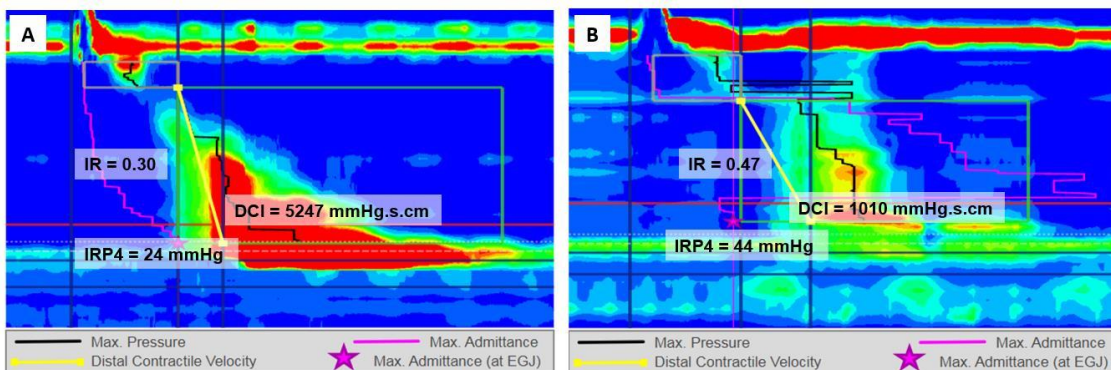 A
IR = 0.30
DCI = 5247 mmHg.s.cm
IRP4 = 24 mmHg
Max. Pressure
Max. Admittance
Distal Contractile Velocity
Max. Admittance (at EGJ)
B
IR = 0.47
DCI = 1010 mmHg.s.cm
IRP4 = 44 mmHg
Max. Pressure
Max. Admittance
Distal Contractile Velocity
Max. Admittance (at EGJ)